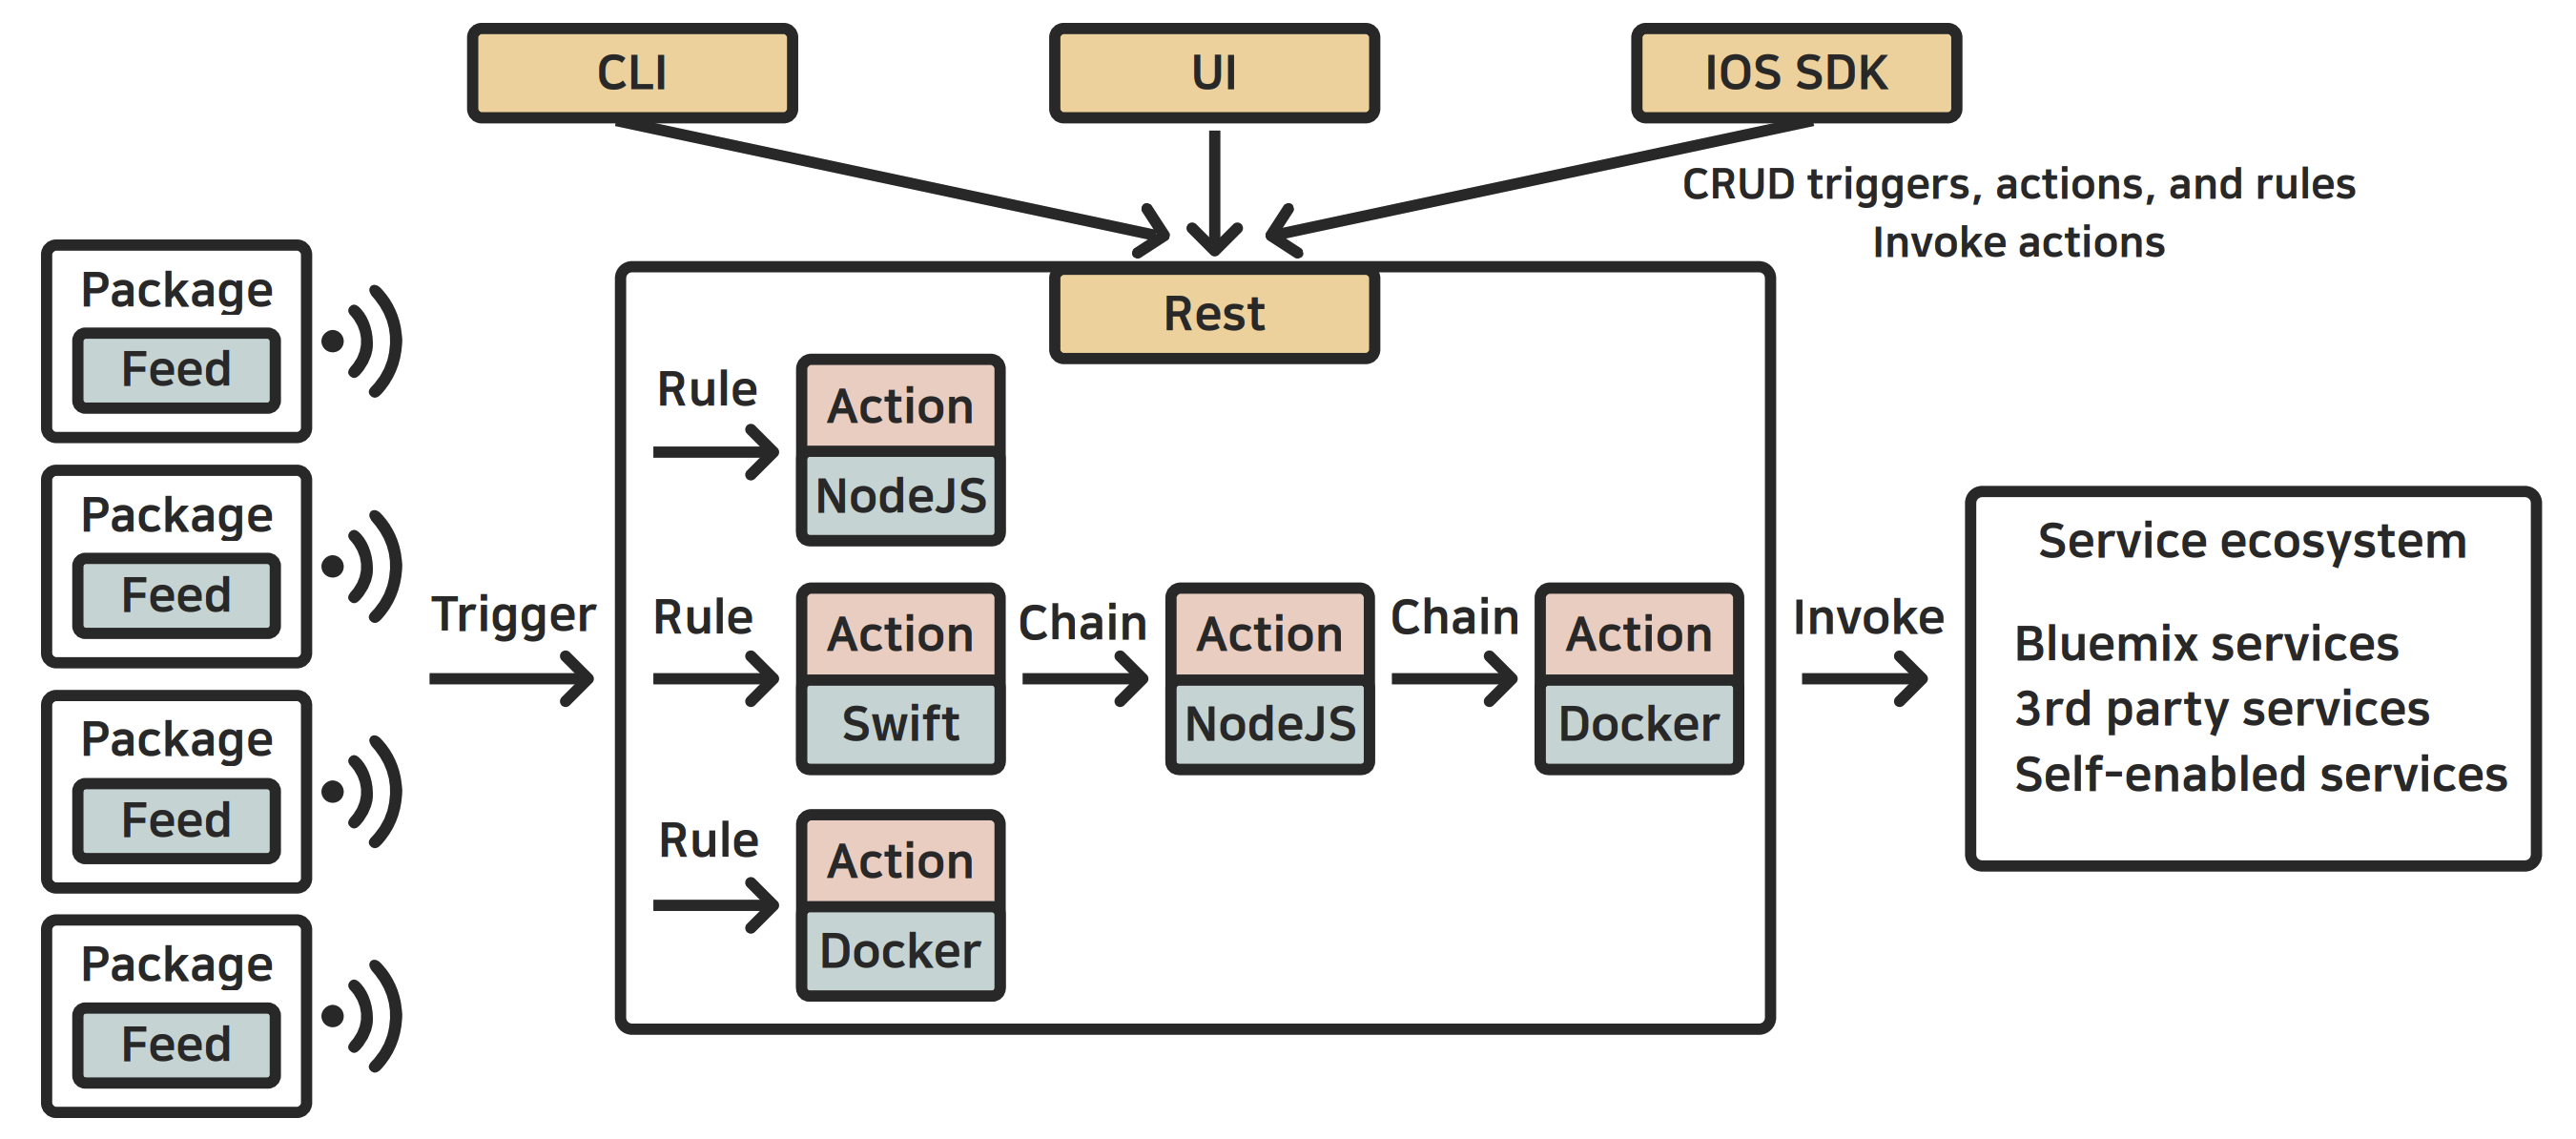 CLI
UI
IOS SDK
CRUD triggers, actions, and rules
Invoke actions
Package
Feed
Package
Feed
Package
Feed
Package
Feed
Trigger
Rest
Rule
Action
NodeJS
Rule
Action
Swift
Chain
Action
NodeJS
Chain
Action
Docker
Rule
Action
Docker
Invoke
Service ecosystem
Bluemix services
3rd party services
Self-enabled services